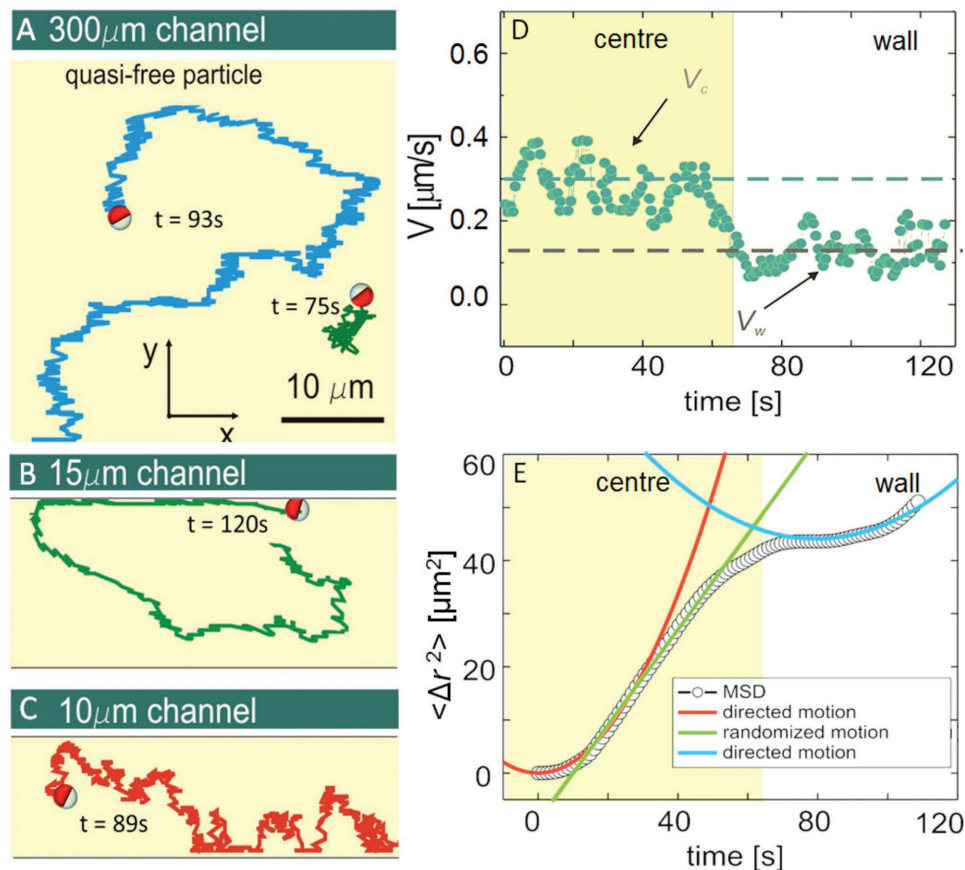 A 300μm channel
quasi-free particle
t = 93s
t = 75s
y
x
10 μm
B 15μm channel
t = 120s
C 10μm channel
t = 89s
D
centre
wall
V_c
V_w
V [μm/s]
0.6
0.4
0.2
0.0
0
40
80
120
time [s]
E
centre
wall
<Δr²> [μm²]
60
40
20
0
MSD
directed motion
randomized motion
directed motion
0
40
80
120
time [s]